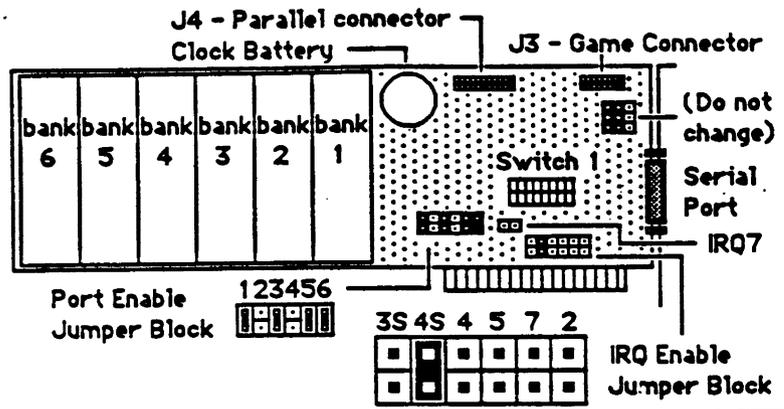 J4 - Parallel connector
Clock Battery
J3 - Game Connector
bank 6
bank 5
bank 4
bank 3
bank 2
bank 1
(Do not
change)
Switch 1
Serial
Port
IRQ7
Port Enable
Jumper Block
123456
3S 4S 4 5 7 2
IRQ Enable
Jumper Block